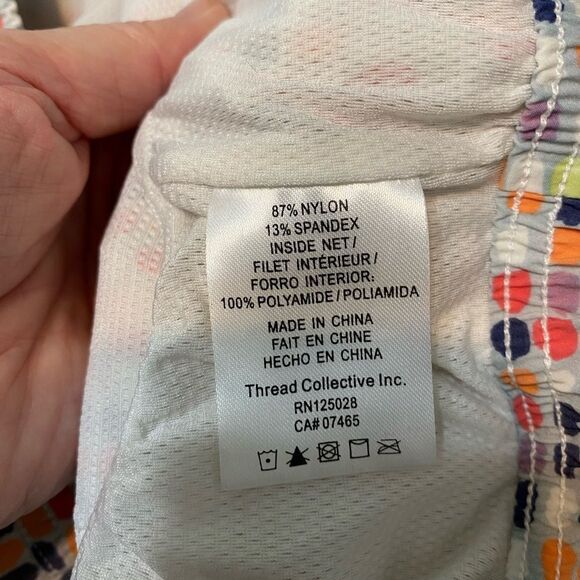 87% NYLON
13% SPANDEX
INSIDE NET/
FILET INTÉRIEUR/
FORRO INTERIOR:
100% POLYAMIDE/POLIAMIDA
MADE IN CHINA
FAIT EN CHINE
HECHO EN CHINA
Thread Collective Inc.
RN125028
CA# 07465